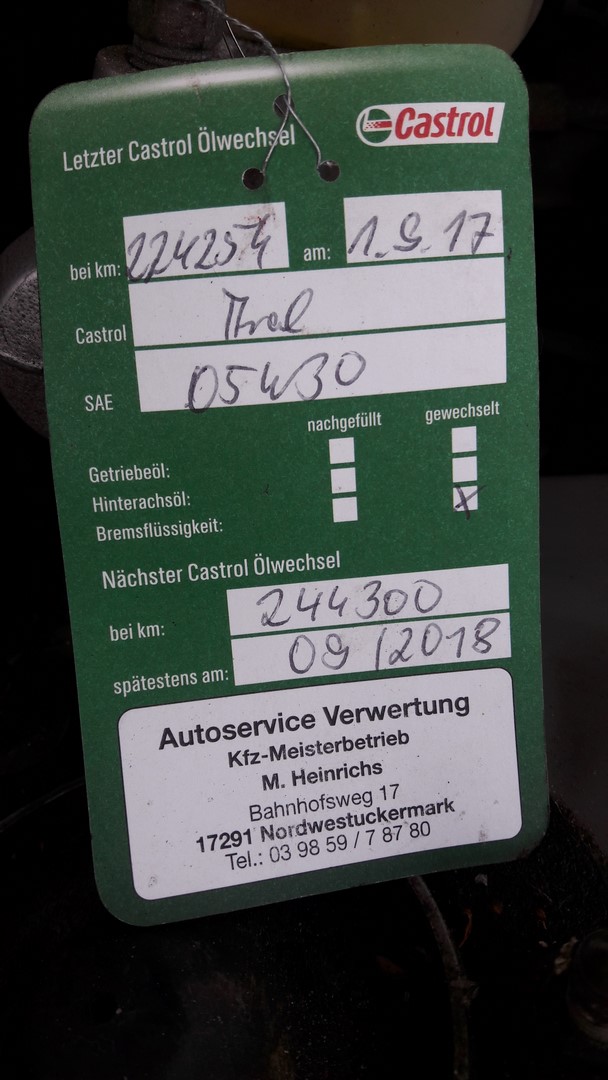 Castrol
Letzter Castrol Ölwechsel
bei km: 224254 am: 1.9.17
Castrol
SAE 05W30
nachgefüllt gewechselt
Getriebeöl:
Hinterachsöl: X
Bremsflüssigkeit:
Nächster Castrol Ölwechsel
bei km: 244300
spätestens am: 09/2018
Autoservice Verwertung
Kfz-Meisterbetrieb
M. Heinrichs
Bahnhofsweg 17
17291 Nordwestuckermark
Tel.: 03 98 59 / 7 87 80